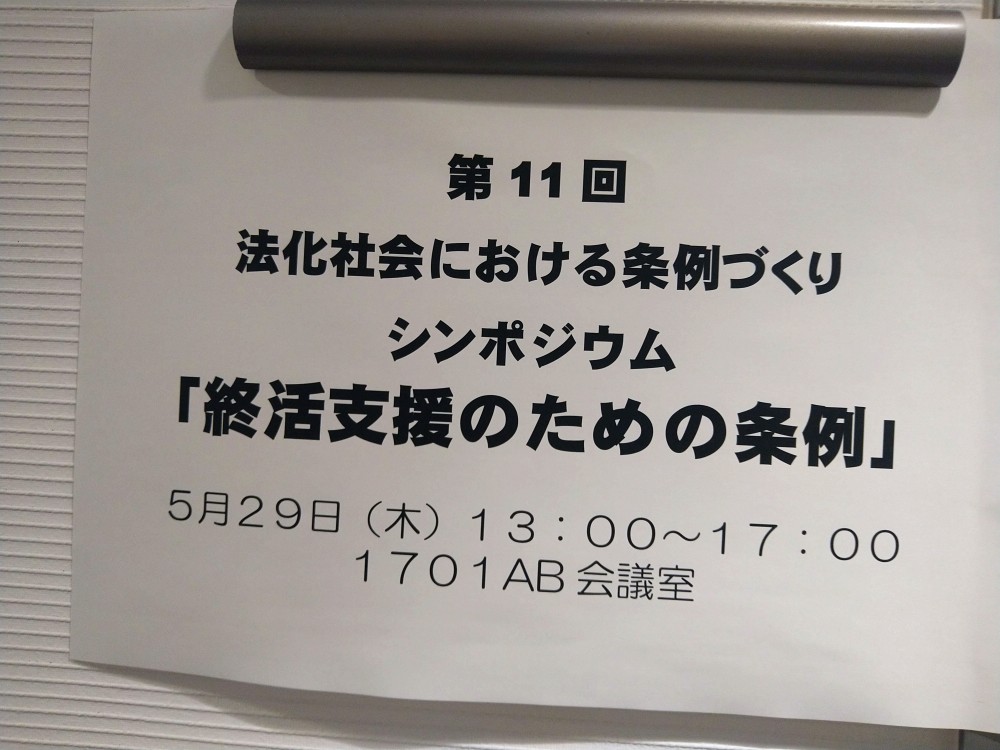 第11回
法化社会における条例づくり
シンポジウム
「終活支援のための条例」
5月29日（木）13：00～17：00
1701AB会議室